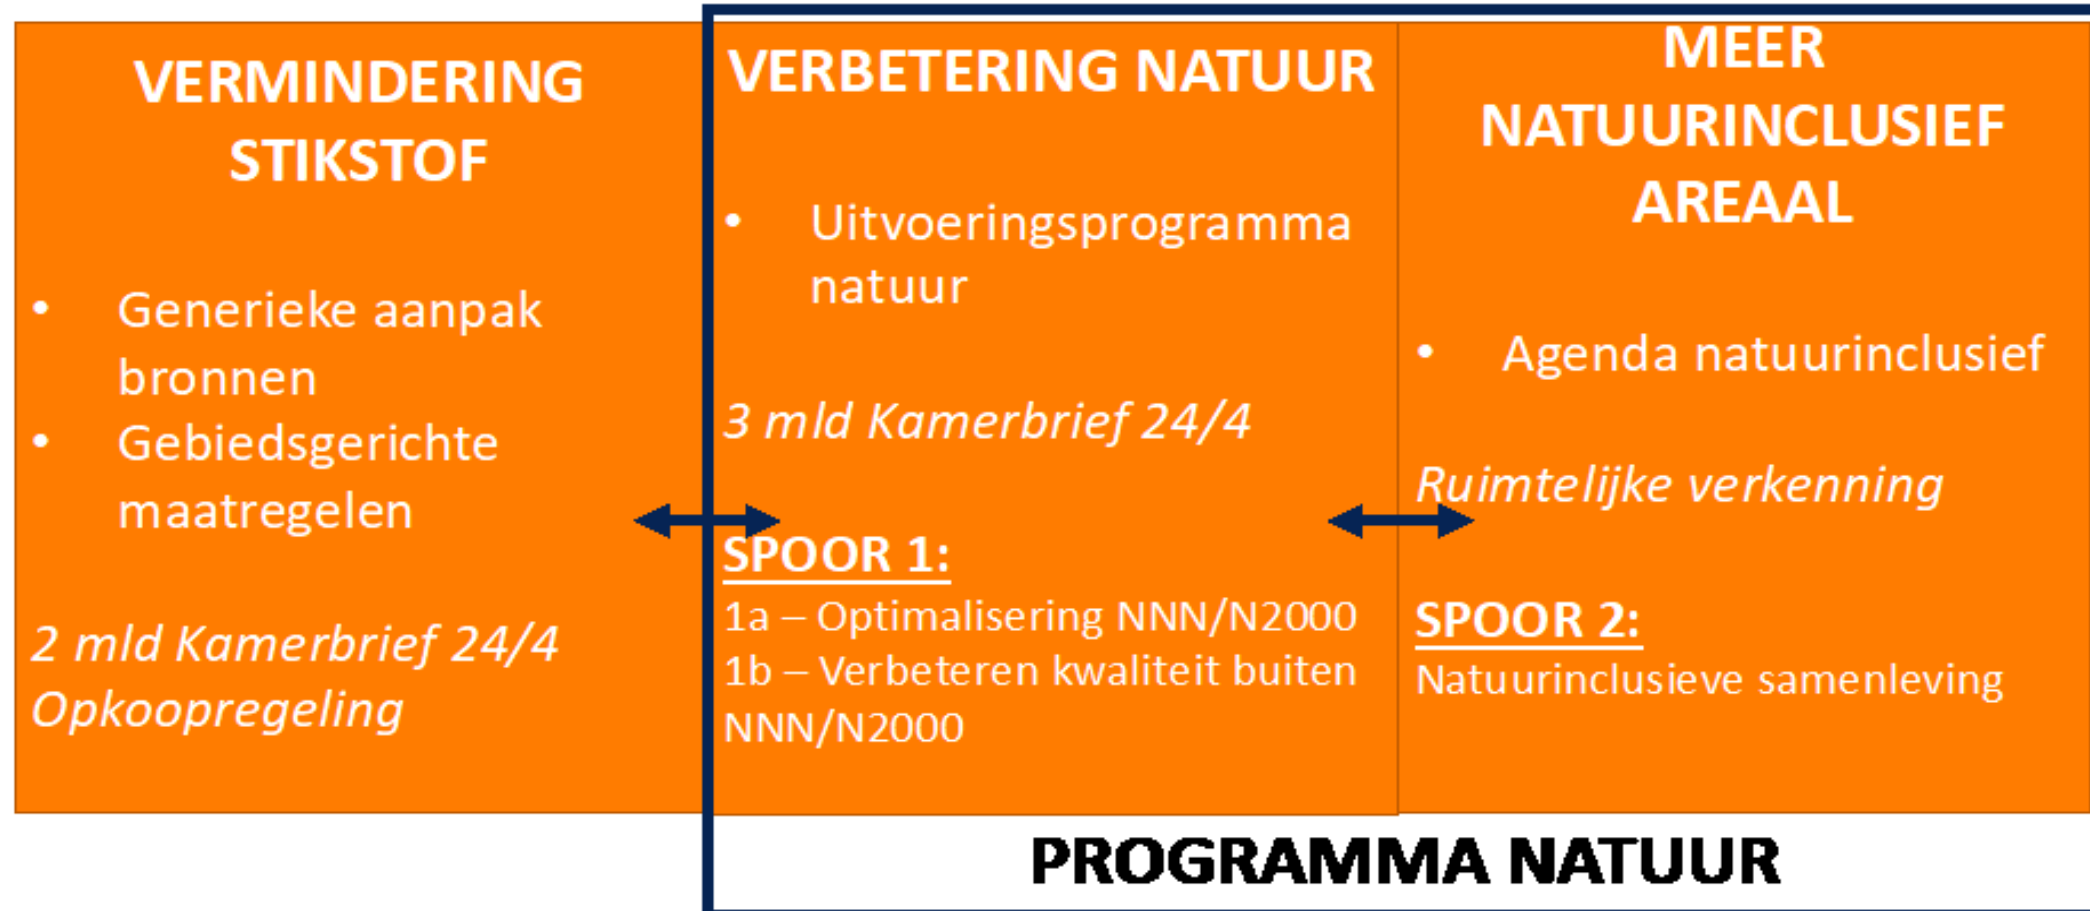 VERMINDERING
STIKSTOF
• Generieke aanpak
bronnen
• Gebiedsgerichte
maatregelen
2 mld Kamerbrief 24/4
Opkoopregeling
VERBETERING NATUUR
• Uitvoeringsprogramma
natuur
3 mld Kamerbrief 24/4
SPOOR 1:
1a – Optimalisering NNN/N2000
1b – Verbeteren kwaliteit buiten
NNN/N2000
MEER
NATUURINCLUSIEF
AREAAL
• Agenda natuurinclusief
Ruimtelijke verkenning
SPOOR 2:
Natuurinclusieve samenleving
PROGRAMMA NATUUR